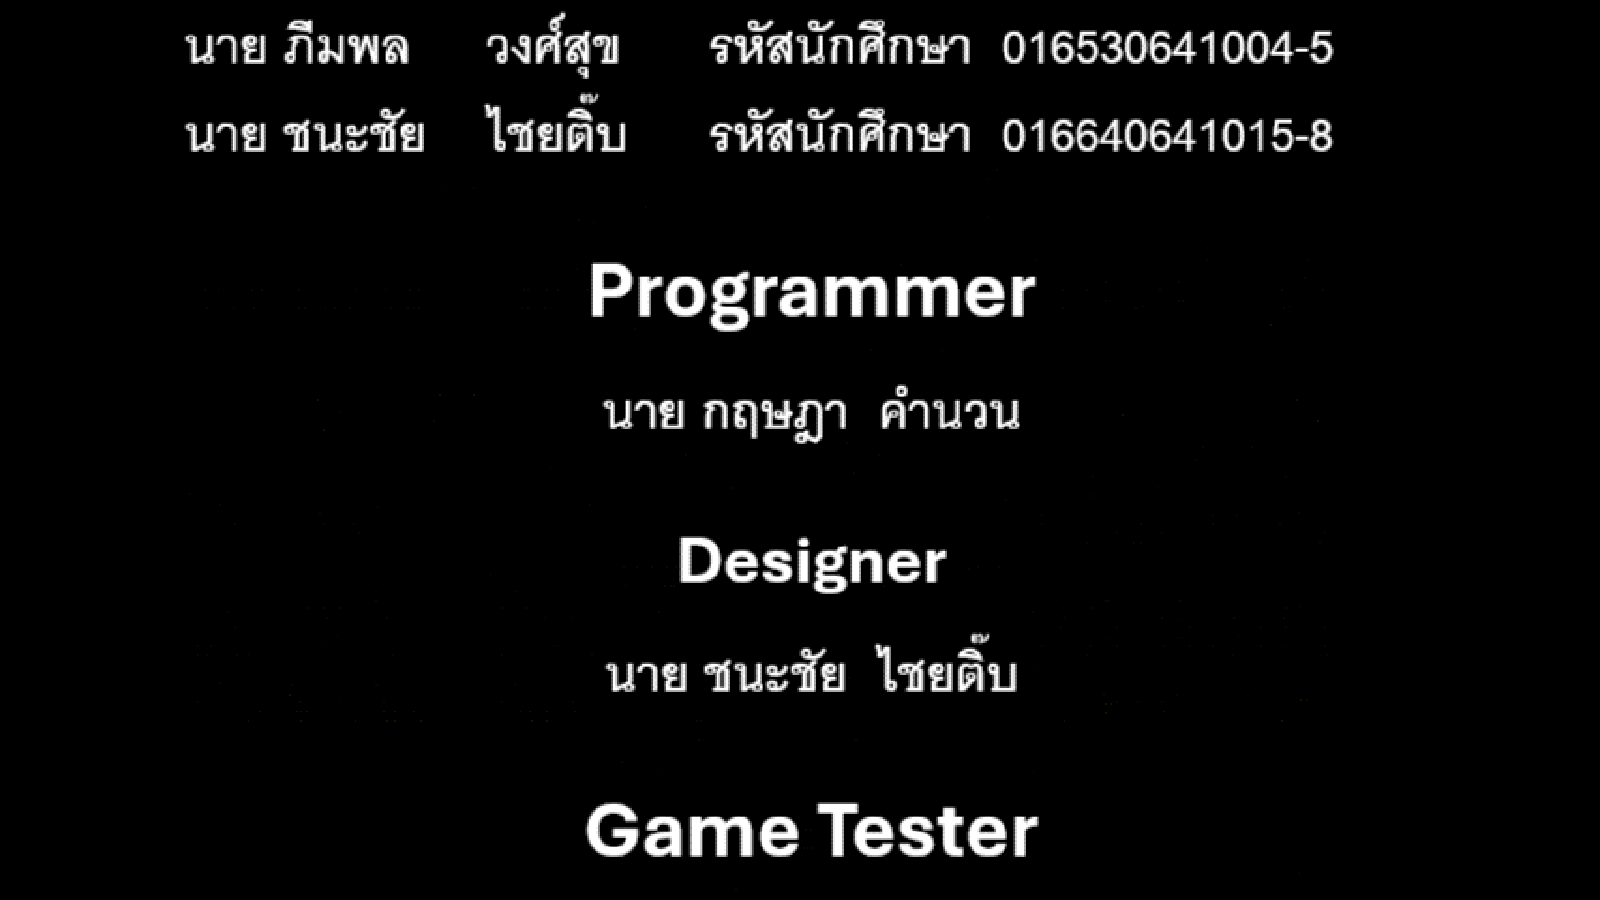 นาย ภีมพล วงศ์สุข รหัสนักศึกษา 016530641004-5
นาย ชนะชัย ไชยติ๊บ รหัสนักศึกษา 016640641015-8
Programmer
นาย กฤษฎา คำนวน
Designer
นาย ชนะชัย ไชยติ๊บ
Game Tester